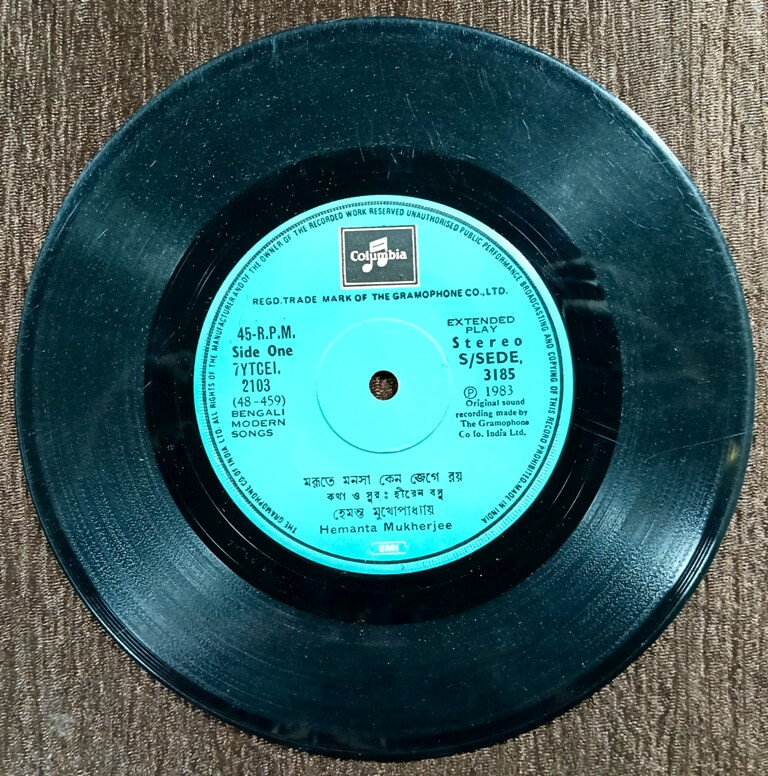 Columbia
REGD. TRADE MARK OF THE GRAMOPHONE CO., LTD.
THE GRAMOPHONE CO OF INDIA LTD. ALL RIGHTS OF THE MANUFACTURER AND OF THE OWNER OF THE RECORDED WORK RESERVED UNAUTHORISED PUBLIC PERFORMANCE BROADCASTING AND COPYING OF THIS RECORD PROHIBITED. MADE IN INDIA
45-R.P.M.
Side One
7YTCEI.
2103
(48-459)
BENGALI
MODERN
SONGS
EXTENDED
PLAY
Stereo
S/SEDE,
3185
Ⓟ 1983
Original sound
recording made by
The Gramophone
Co fo. India Ltd.
মরুতে মনসা কেন জেগে রয়
কথা ও সুর : হীরেন বসু
হেমন্ত মুখোপাধ্যায়
Hemanta Mukherjee
EMI